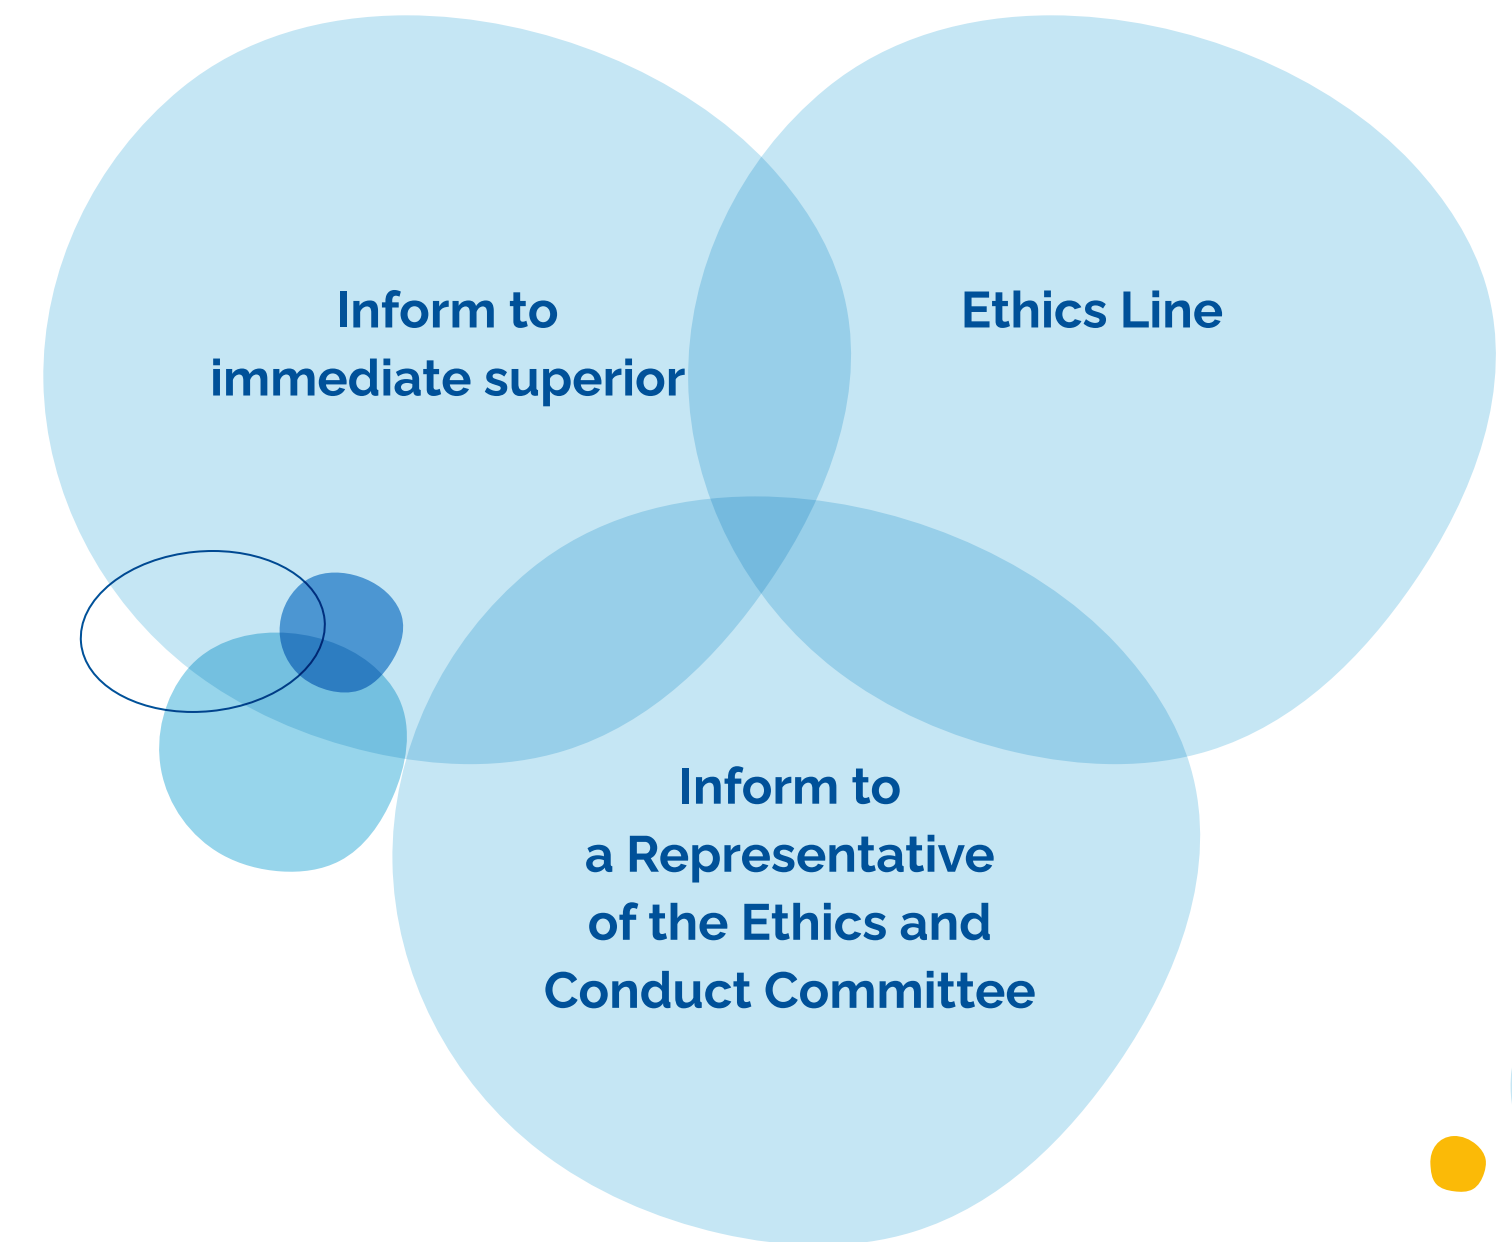 Inform to
immediate superior
Ethics Line
Inform to
a Representative
of the Ethics and
Conduct Committee